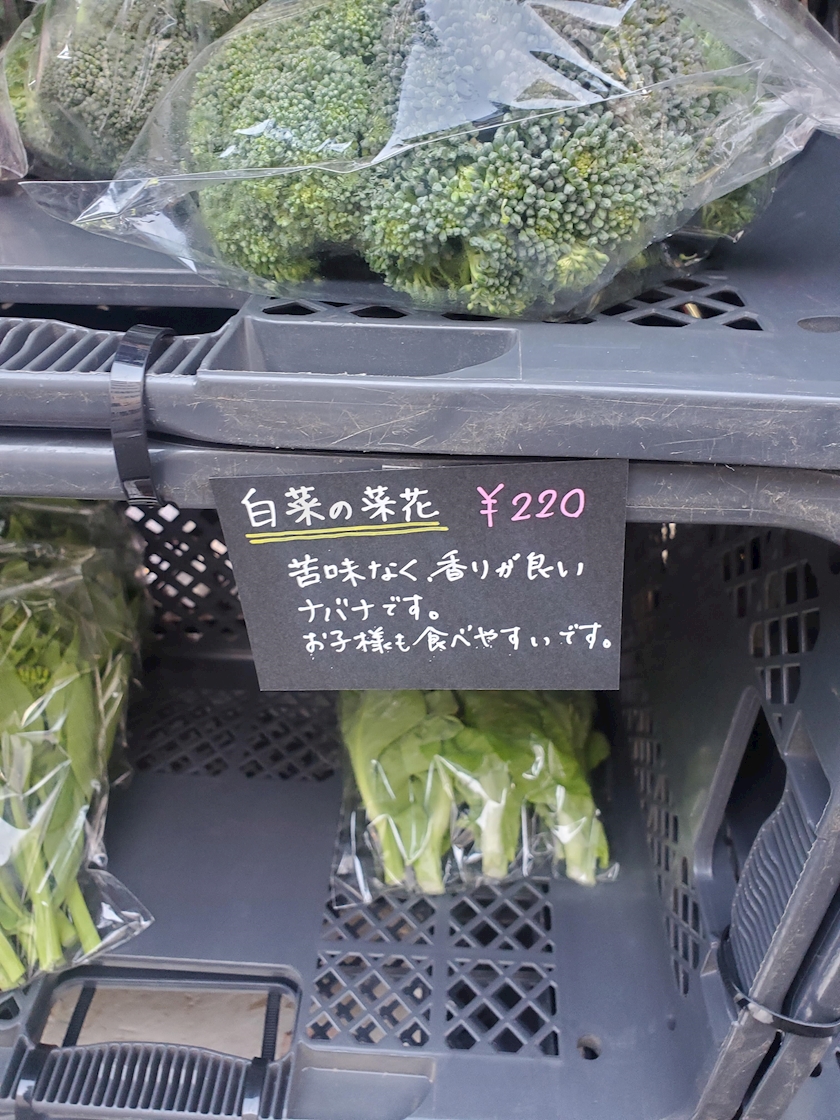 白菜の菜花 ¥220
苦味なく、香りが良い
ナバナです。
お子様も食べやすいです。